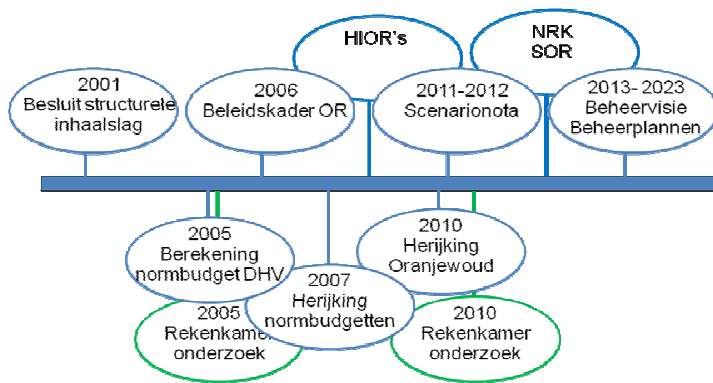 HIOR's
NRK
SOR
2001
Besluit structurele
inhaalslag
2006
Beleidskader OR
2011-2012
Scenarionota
2013- 2023
Beheervisie
Beheerplannen
2005
Berekening
normbudget DHV
2007
Herijking
normbudgetten
2010
Herijking
Oranjewoud
2005
Rekenkamer
onderzoek
2010
Rekenkamer
onderzoek